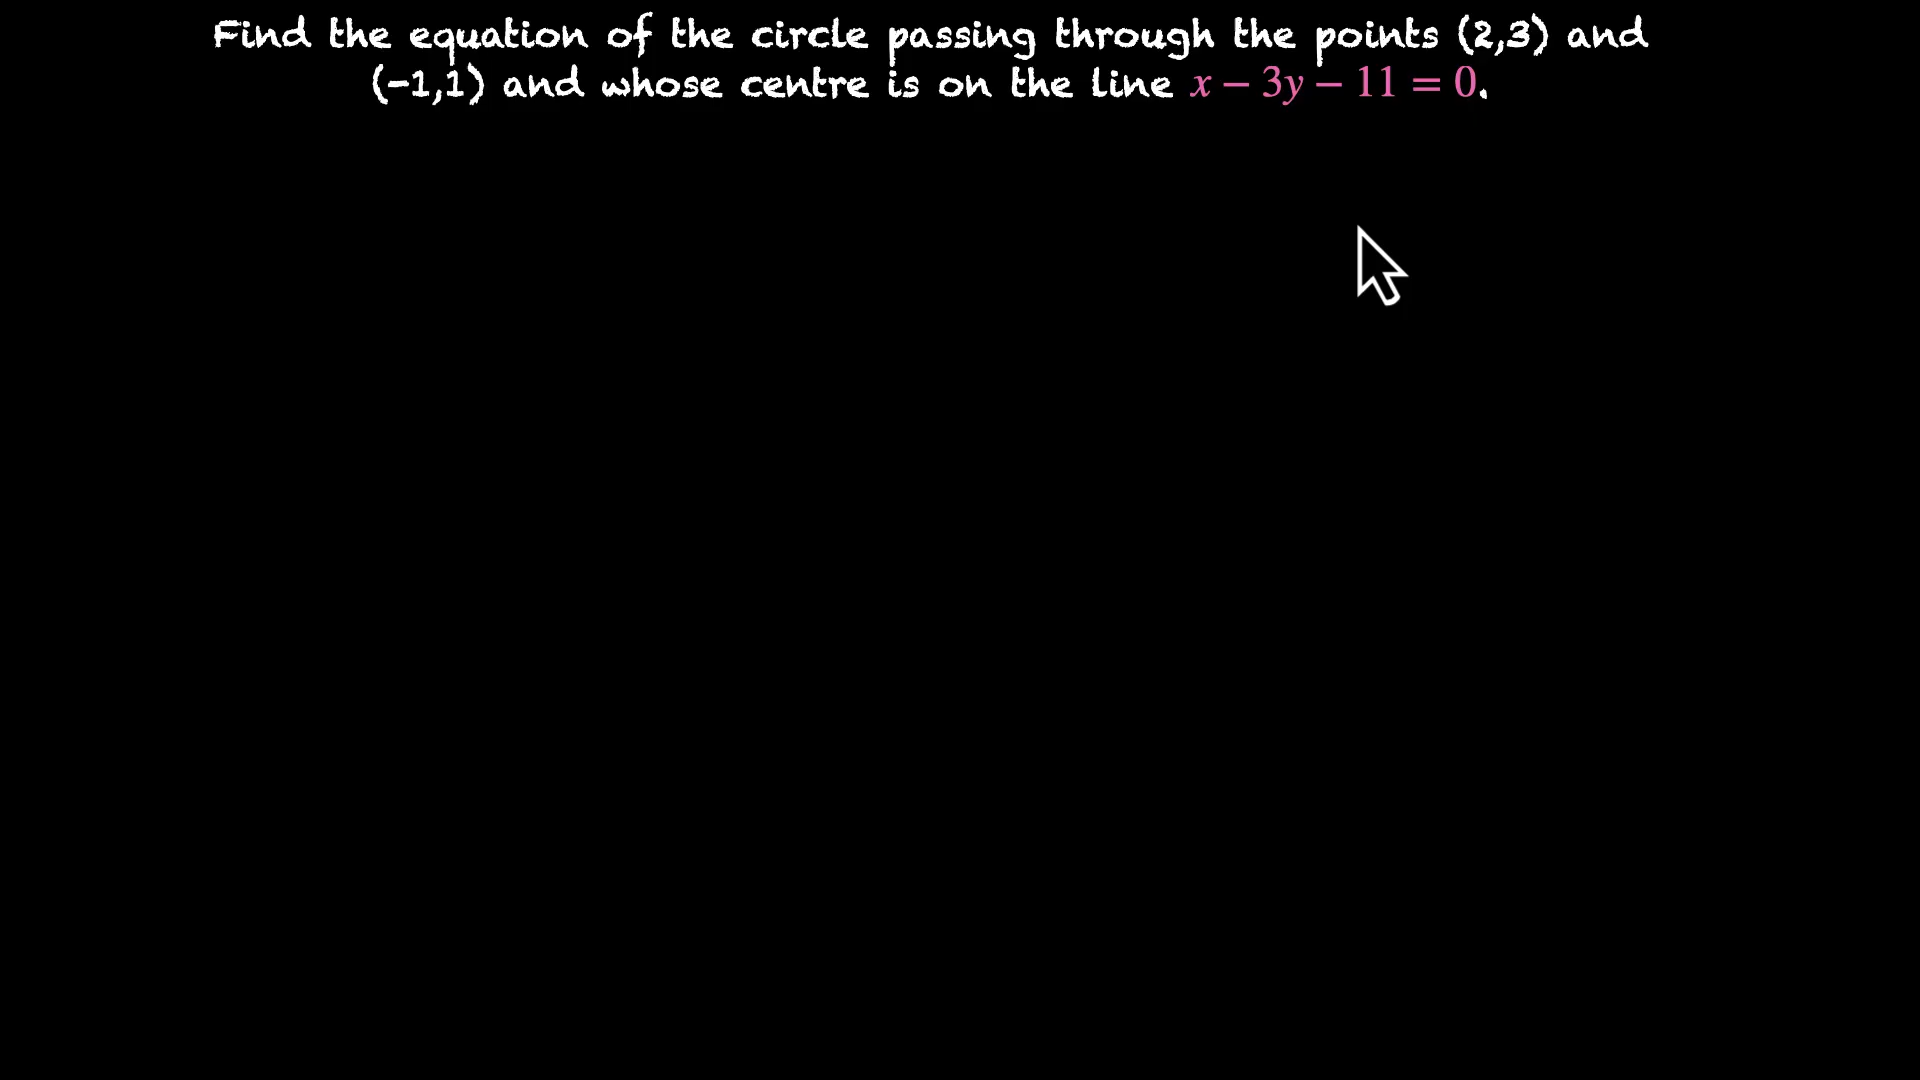 Find the equation of the circle passing through the points (2,3) and
(-1,1) and whose centre is on the line x − 3y − 11 = 0.